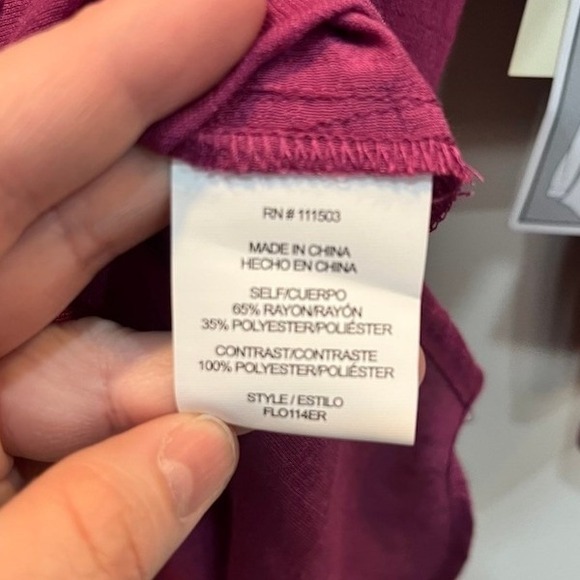 RN # 111503
MADE IN CHINA
HECHO EN CHINA
SELF/CUERPO
65% RAYON/RAYÓN
35% POLYESTER/POLIÉSTER
CONTRAST/CONTRASTE
100% POLYESTER/POLIÉSTER
STYLE / ESTILO
FLO114ER